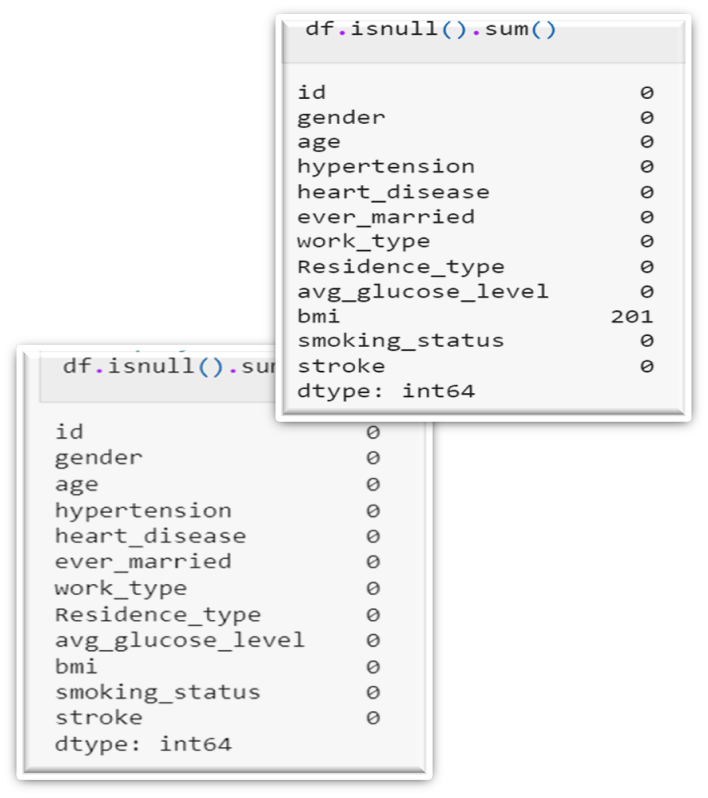 df.isnull().sum()
id 0
gender 0
age 0
hypertension 0
heart_disease 0
ever_married 0
work_type 0
Residence_type 0
avg_glucose_level 0
bmi 201
smoking_status 0
stroke 0
dtype: int64
df.isnull().su
id 0
gender 0
age 0
hypertension 0
heart_disease 0
ever_married 0
work_type 0
Residence_type 0
avg_glucose_level 0
bmi 0
smoking_status 0
stroke 0
dtype: int64